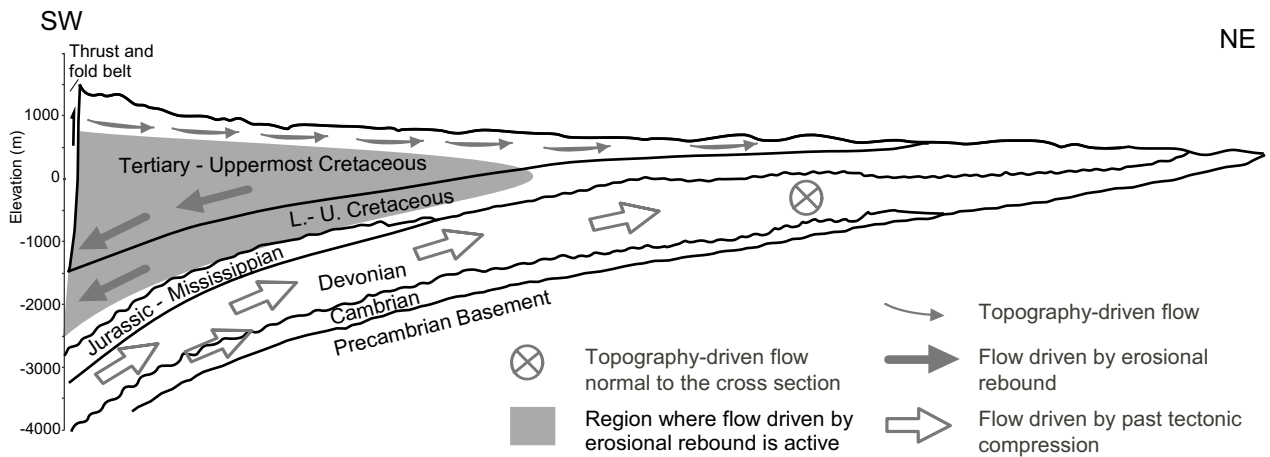 SW
NE
Thrust and
fold belt
Elevation (m)
1000
0
-1000
-2000
-3000
-4000
Tertiary - Uppermost Cretaceous
L.- U. Cretaceous
Jurassic - Mississippian
Devonian
Cambrian
Precambrian Basement
Topography-driven flow
normal to the cross section
Region where flow driven by
erosional rebound is active
Topography-driven flow
Flow driven by erosional
rebound
Flow driven by past tectonic
compression